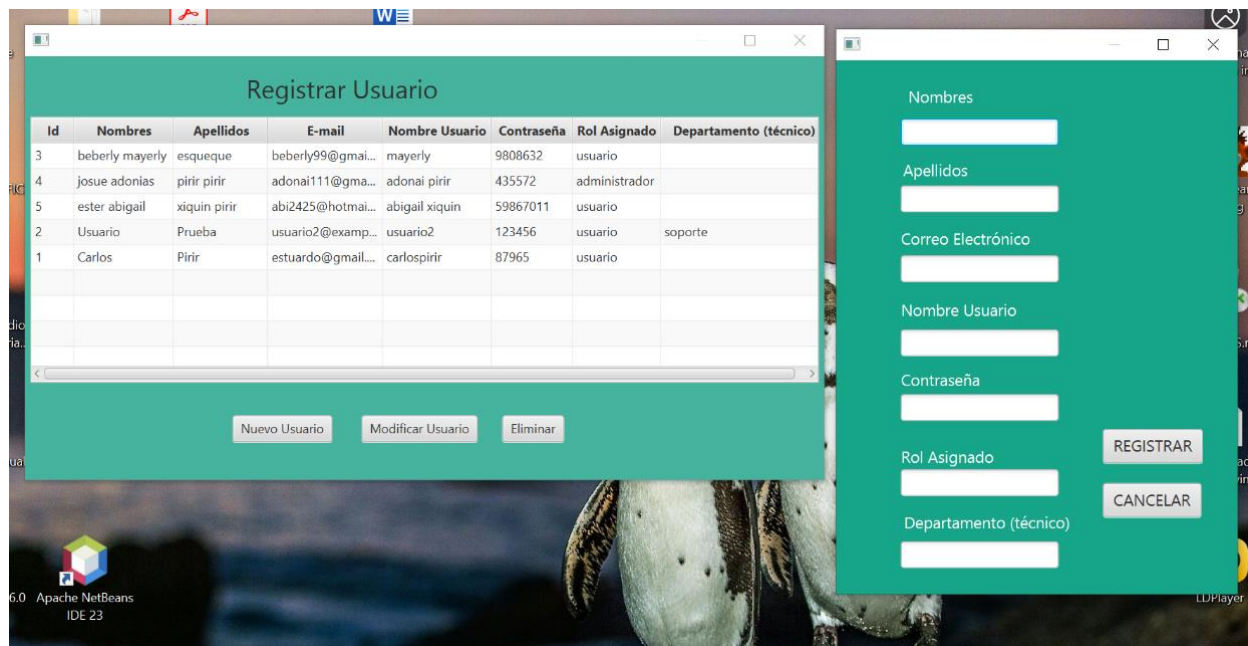 Registrar Usuario
Id Nombres Apellidos E-mail Nombre Usuario Contraseña Rol Asignado Departamento (técnico)
3 beberly mayerly esqueque beberly99@gmai... mayerly 9808632 usuario
4 josue adonias pirir pirir adonai111@gma... adonai pirir 435572 administrador
5 ester abigail xiquin pirir abi2425@hotmai... abigail xiquin 59867011 usuario
2 Usuario Prueba usuario2@examp... usuario2 123456 usuario soporte
1 Carlos Pirir estuardo@gmail.... carlospirir 87965 usuario
Nuevo Usuario Modificar Usuario Eliminar
Nombres
Apellidos
Correo Electrónico
Nombre Usuario
Contraseña
Rol Asignado
Departamento (técnico)
REGISTRAR
CANCELAR
6.0 Apache NetBeans
IDE 23
LDPlayer